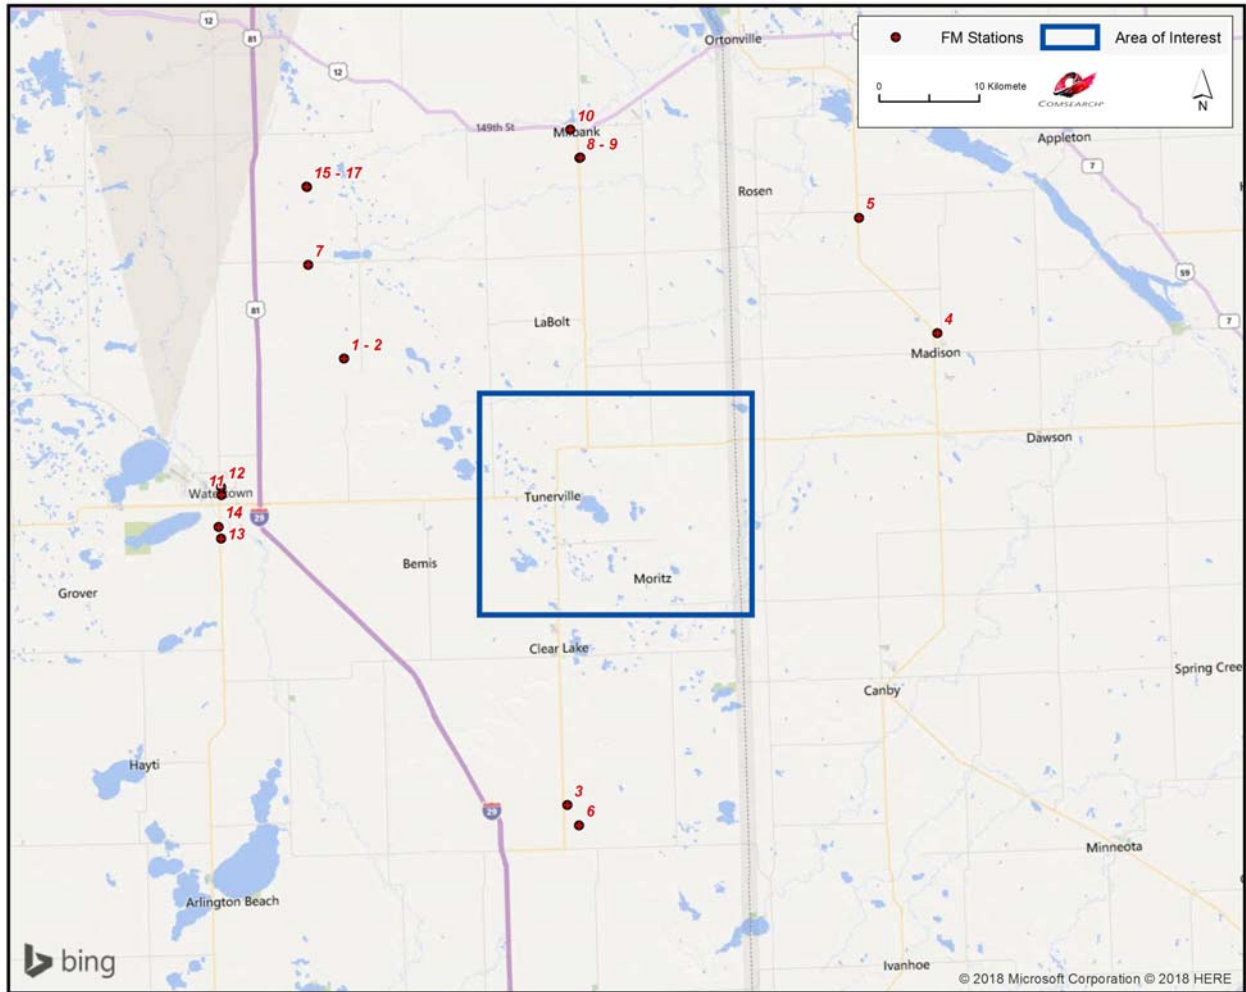 12
81
12
Ortonville
FM Stations
Area of Interest
0
10 Kilomete
COMSEARCH
N
149th St
10
Milbank
8 - 9
Appleton
7
15 - 17
Rosen
5
7
59
81
LaBolt
4
7
1 - 2
Madison
Dawson
12
11
Watertown
Tunerville
14
29
13
Bemis
Moritz
Grover
Clear Lake
Spring Cree
Canby
Hayti
3
29
6
Minneota
Arlington Beach
bing
Ivanhoe
© 2018 Microsoft Corporation © 2018 HERE